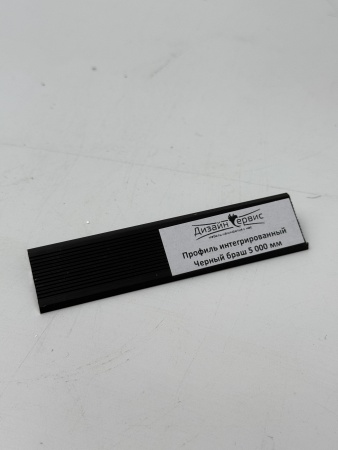 Дизайн Сервис
Профиль интегрированный
Черный браш 5 000 мм